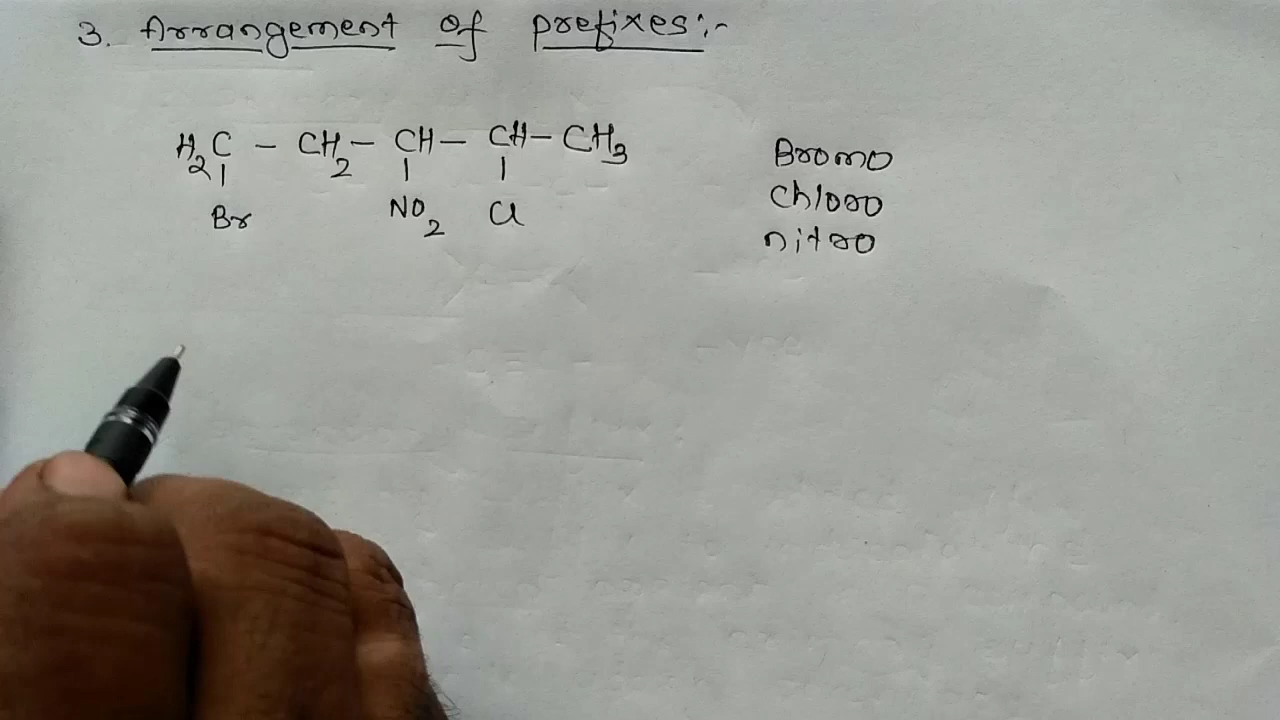 3. Arrangement of prefixes:-
H₂C - CH₂ - CH - CH - CH₃
Br NO₂ Cl
Bromo
Chloro
nitro